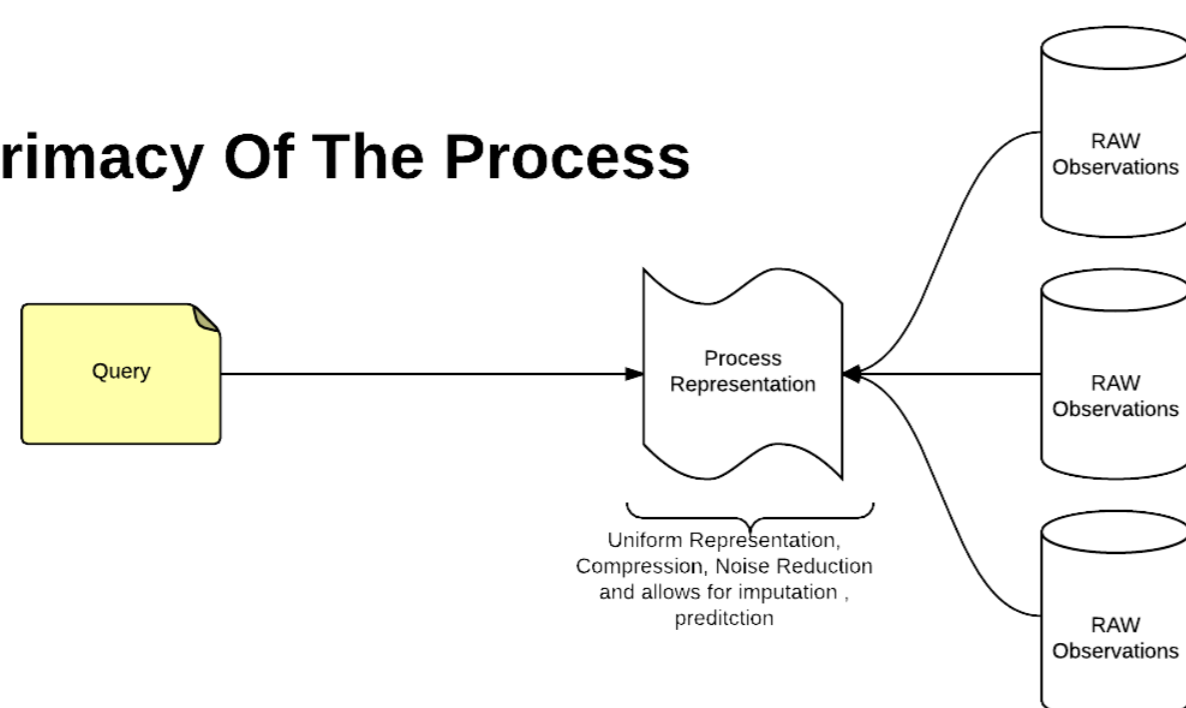 rimacy Of The Process
RAW
Observations
Query
Process
Representation
RAW
Observations
Uniform Representation,
Compression, Noise Reduction
and allows for imputation ,
preditction
RAW
Observations